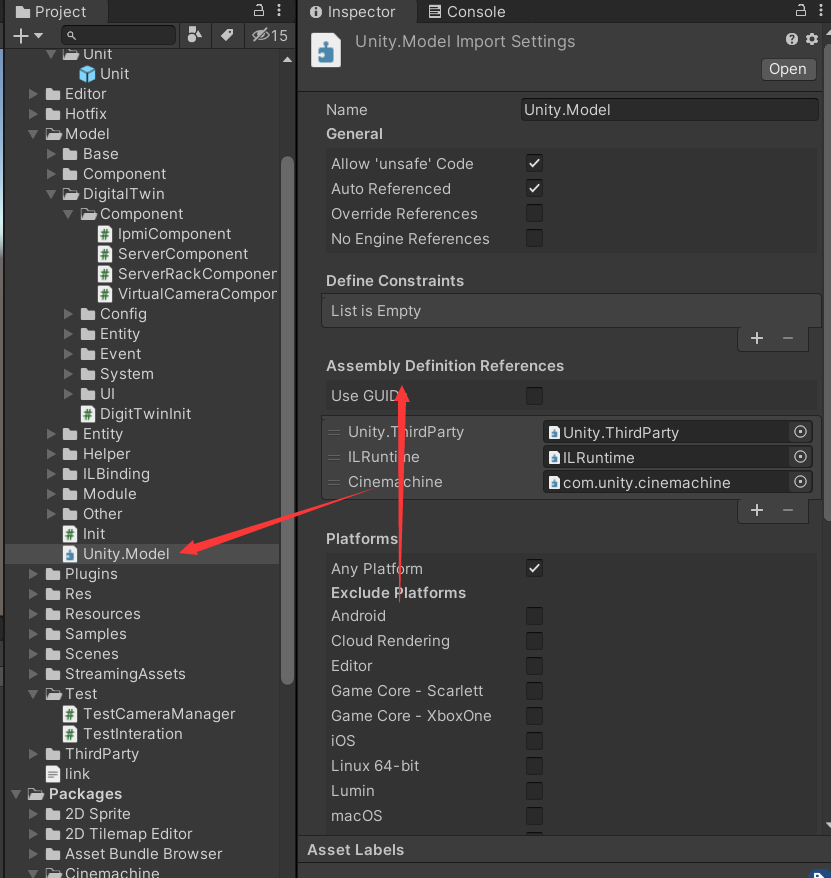 Project
15
Unit
Unit
Editor
Hotfix
Model
Base
Component
DigitalTwin
Component
IpmiComponent
ServerComponent
ServerRackComponen
VirtualCameraCompor
Config
Entity
Event
System
UI
DigitTwinInit
Entity
Helper
ILBinding
Module
Other
Init
Unity.Model
Plugins
Res
Resources
Samples
Scenes
StreamingAssets
Test
TestCameraManager
TestInteration
ThirdParty
link
Packages
2D Sprite
2D Tilemap Editor
Asset Bundle Browser
Cinemachine
Inspector
Console
Unity.Model Import Settings
Open
Name Unity.Model
General
Allow 'unsafe' Code
Auto Referenced
Override References
No Engine References
Define Constraints
List is Empty
Assembly Definition References
Use GUIDs
Unity.ThirdParty Unity.ThirdParty
ILRuntime ILRuntime
Cinemachine com.unity.cinemachine
Platforms
Any Platform
Exclude Platforms
Android
Cloud Rendering
Editor
Game Core - Scarlett
Game Core - XboxOne
iOS
Linux 64-bit
Lumin
macOS
Asset Labels